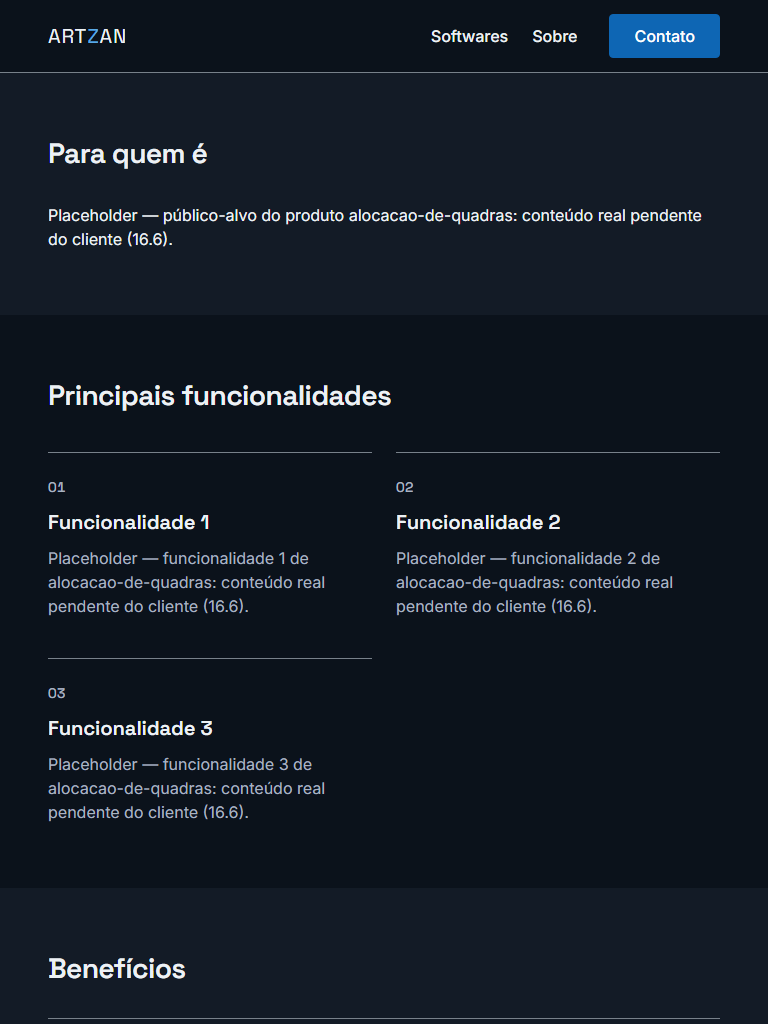 ARTZAN
Softwares
Sobre
Contato
Para quem é
Placeholder — público-alvo do produto alocacao-de-quadras: conteúdo real pendente
do cliente (16.6).
Principais funcionalidades
01
Funcionalidade 1
Placeholder — funcionalidade 1 de
alocacao-de-quadras: conteúdo real
pendente do cliente (16.6).
02
Funcionalidade 2
Placeholder — funcionalidade 2 de
alocacao-de-quadras: conteúdo real
pendente do cliente (16.6).
03
Funcionalidade 3
Placeholder — funcionalidade 3 de
alocacao-de-quadras: conteúdo real
pendente do cliente (16.6).
Benefícios